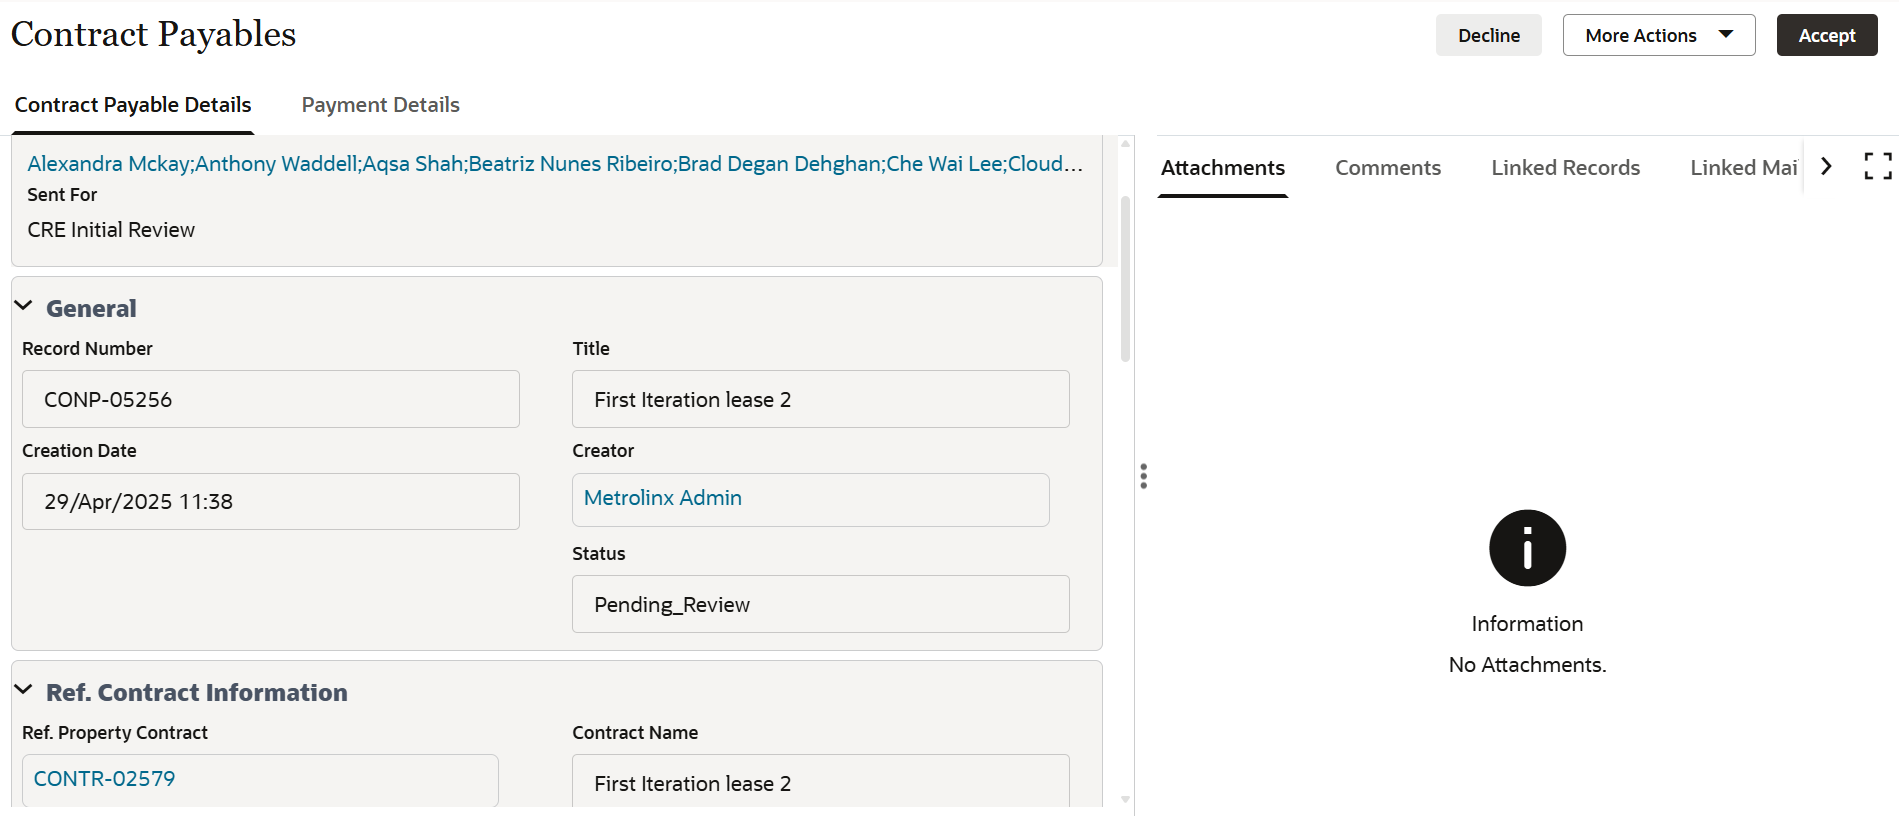 Contract Payables
Decline
More Actions
Accept
Contract Payable Details
Payment Details
Alexandra Mckay;Anthony Waddell;Aqsa Shah;Beatriz Nunes Ribeiro;Brad Degan Dehghan;Che Wai Lee;Cloud...
Sent For
CRE Initial Review
General
Record Number
Title
CONP-05256
First Iteration lease 2
Creation Date
Creator
29/Apr/2025 11:38
Metrolinx Admin
Status
Pending_Review
Ref. Contract Information
Ref. Property Contract
Contract Name
CONTR-02579
First Iteration lease 2
Attachments
Comments
Linked Records
Linked Mai
Information
No Attachments.